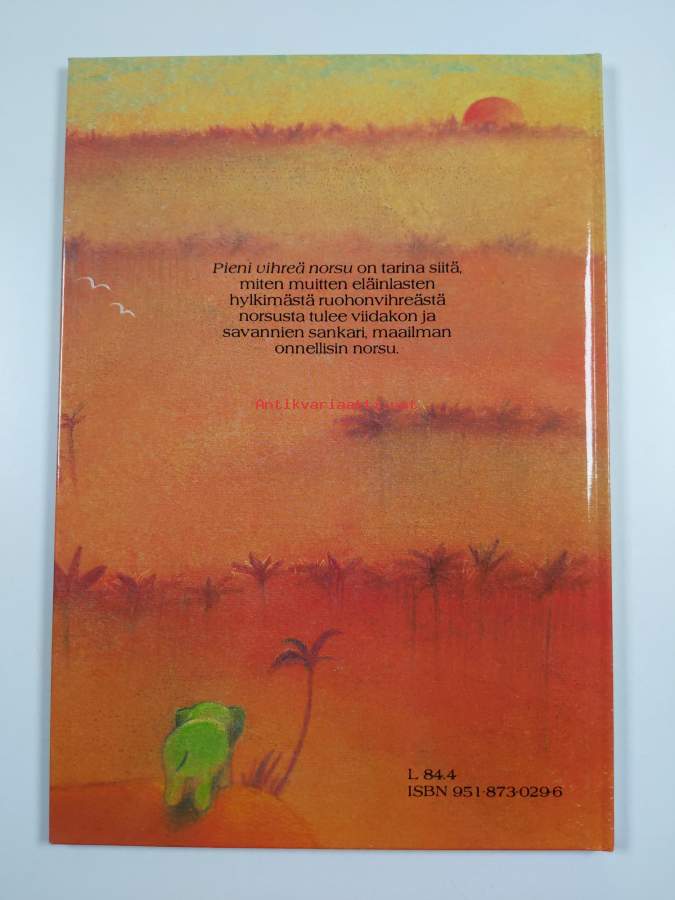 Pieni vihreä norsu on tarina siitä,
miten muitten eläinlasten
hylkimästä ruohonvihreästä
norsusta tulee viidakon ja
savannien sankari, maailman
onnellisin norsu.
Antikvariaatti.net
L 84.4
ISBN 951-873-029-6